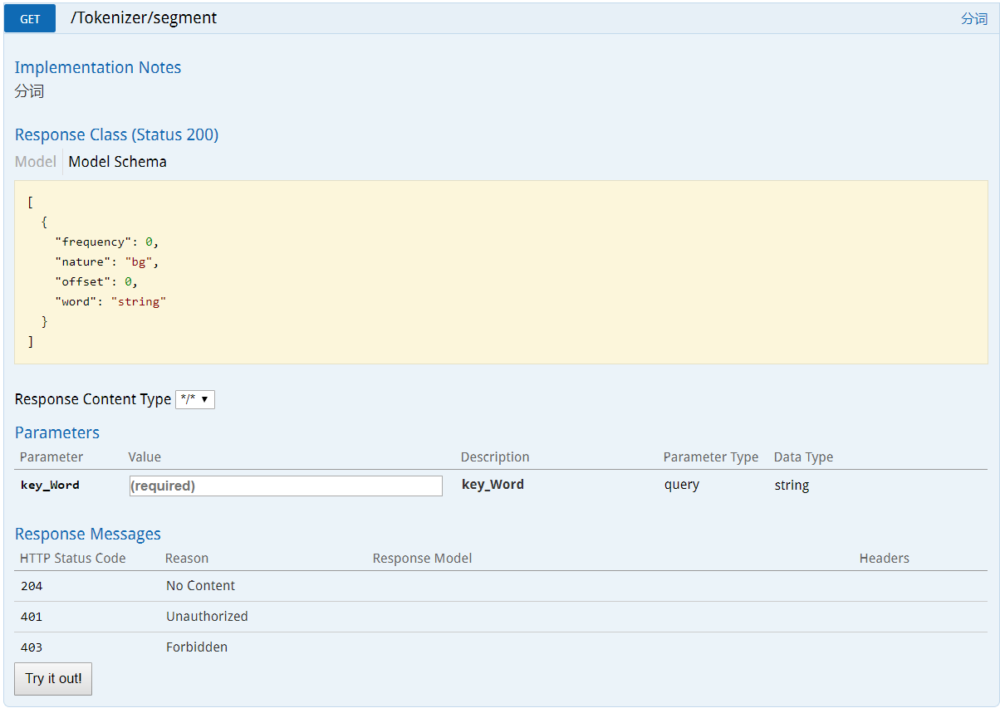 GET /Tokenizer/segment 分词
Implementation Notes
分词
Response Class (Status 200)
Model Model Schema
[
{
"frequency": 0,
"nature": "bg",
"offset": 0,
"word": "string"
}
]
Response Content Type */* ▼
Parameters
Parameter Value Description Parameter Type Data Type
key_Word (required) key_Word query string
Response Messages
HTTP Status Code Reason Response Model Headers
204 No Content
401 Unauthorized
403 Forbidden
Try it out!